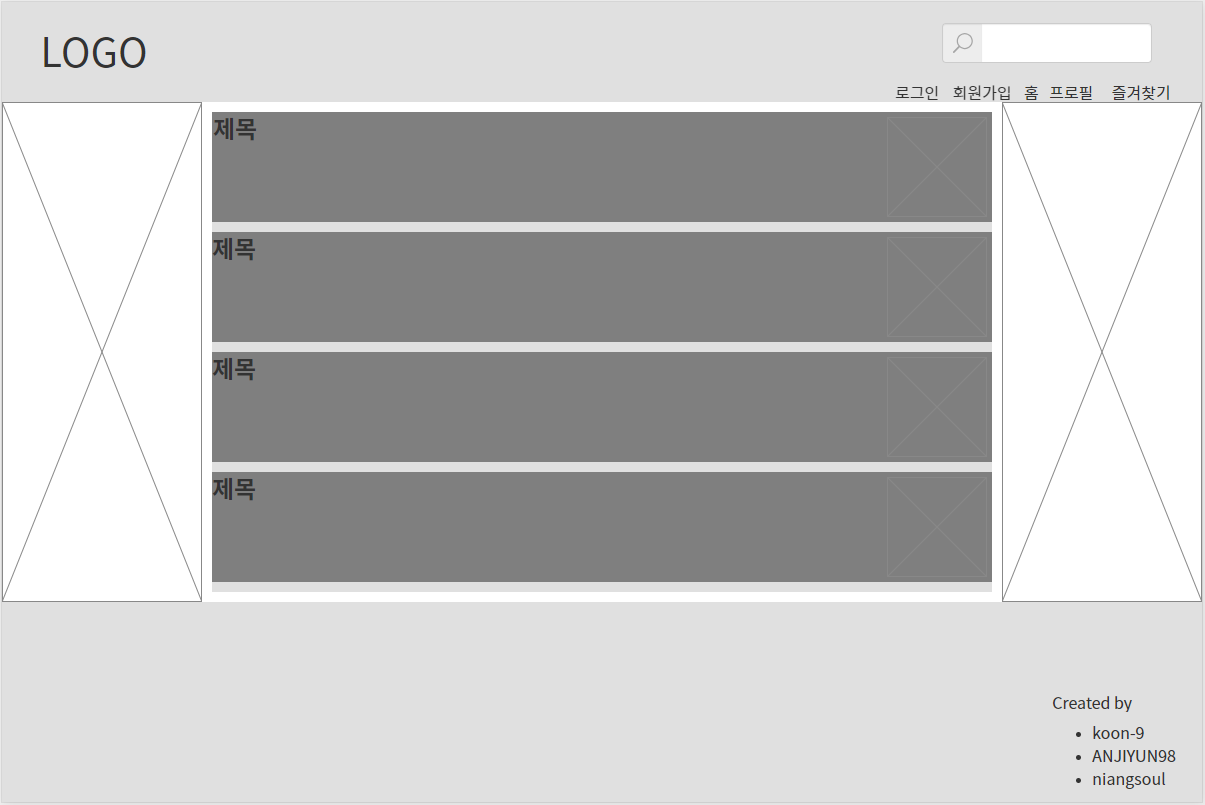 LOGO
로그인 회원가입 홈 프로필 즐겨찾기
제목
제목
제목
제목
Created by
• koon-9
• ANJIYUN98
• niangsoul